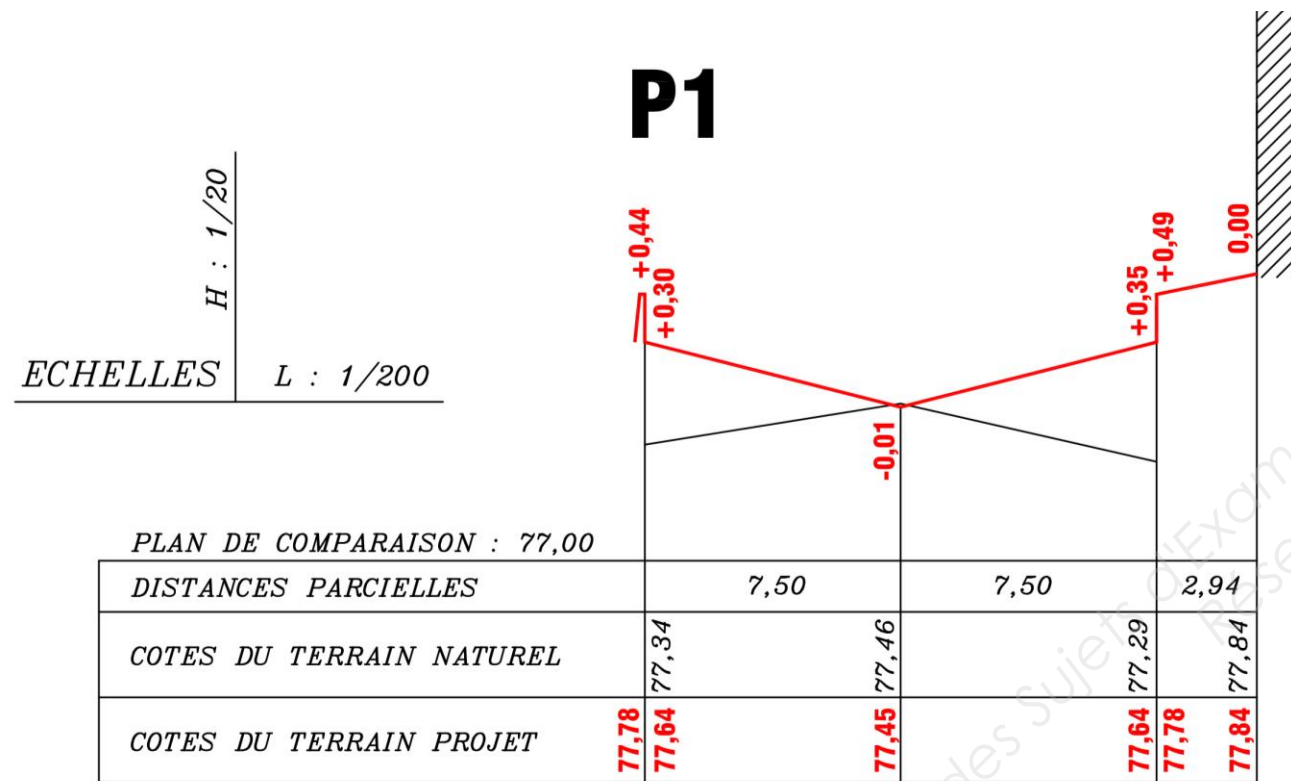 P1
H : 1/20
ECHELLES
L : 1/200
+0,44
+0,30
-0,01
+0,35
+0,49
0,00
PLAN DE COMPARAISON : 77,00
DISTANCES PARCIELLES 7,50 7,50 2,94
COTES DU TERRAIN NATUREL 77,34 77,46 77,29 77,84
COTES DU TERRAIN PROJET 77,78 77,64 77,45 77,64 77,78 77,84
des Sujets d'Exam